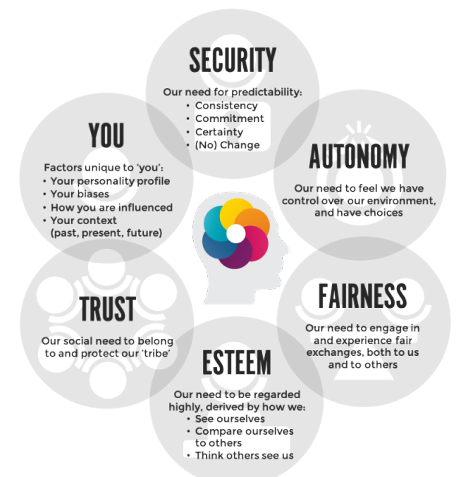 SECURITY
Our need for predictability:
• Consistency
• Commitment
• Certainty
• (No) Change
AUTONOMY
Our need to feel we have
control over our environment,
and have choices
FAIRNESS
Our need to engage in
and experience fair
exchanges, both to us
and to others
ESTEEM
Our need to be regarded
highly, derived by how we:
• See ourselves
• Compare ourselves
to others
• Think others see us
TRUST
Our social need to belong
to and protect our ‘tribe’
YOU
Factors unique to ‘you’:
• Your personality profile
• Your biases
• How you are influenced
• Your context
(past, present, future)